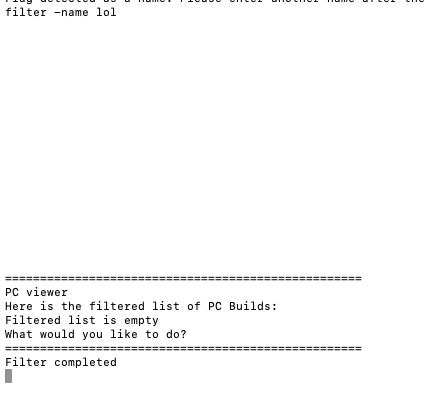 Flag detected as a name. Please enter another name after the
filter –name lol
===================================================
PC viewer
Here is the filtered list of PC Builds:
Filtered list is empty
What would you like to do?
===================================================
Filter completed